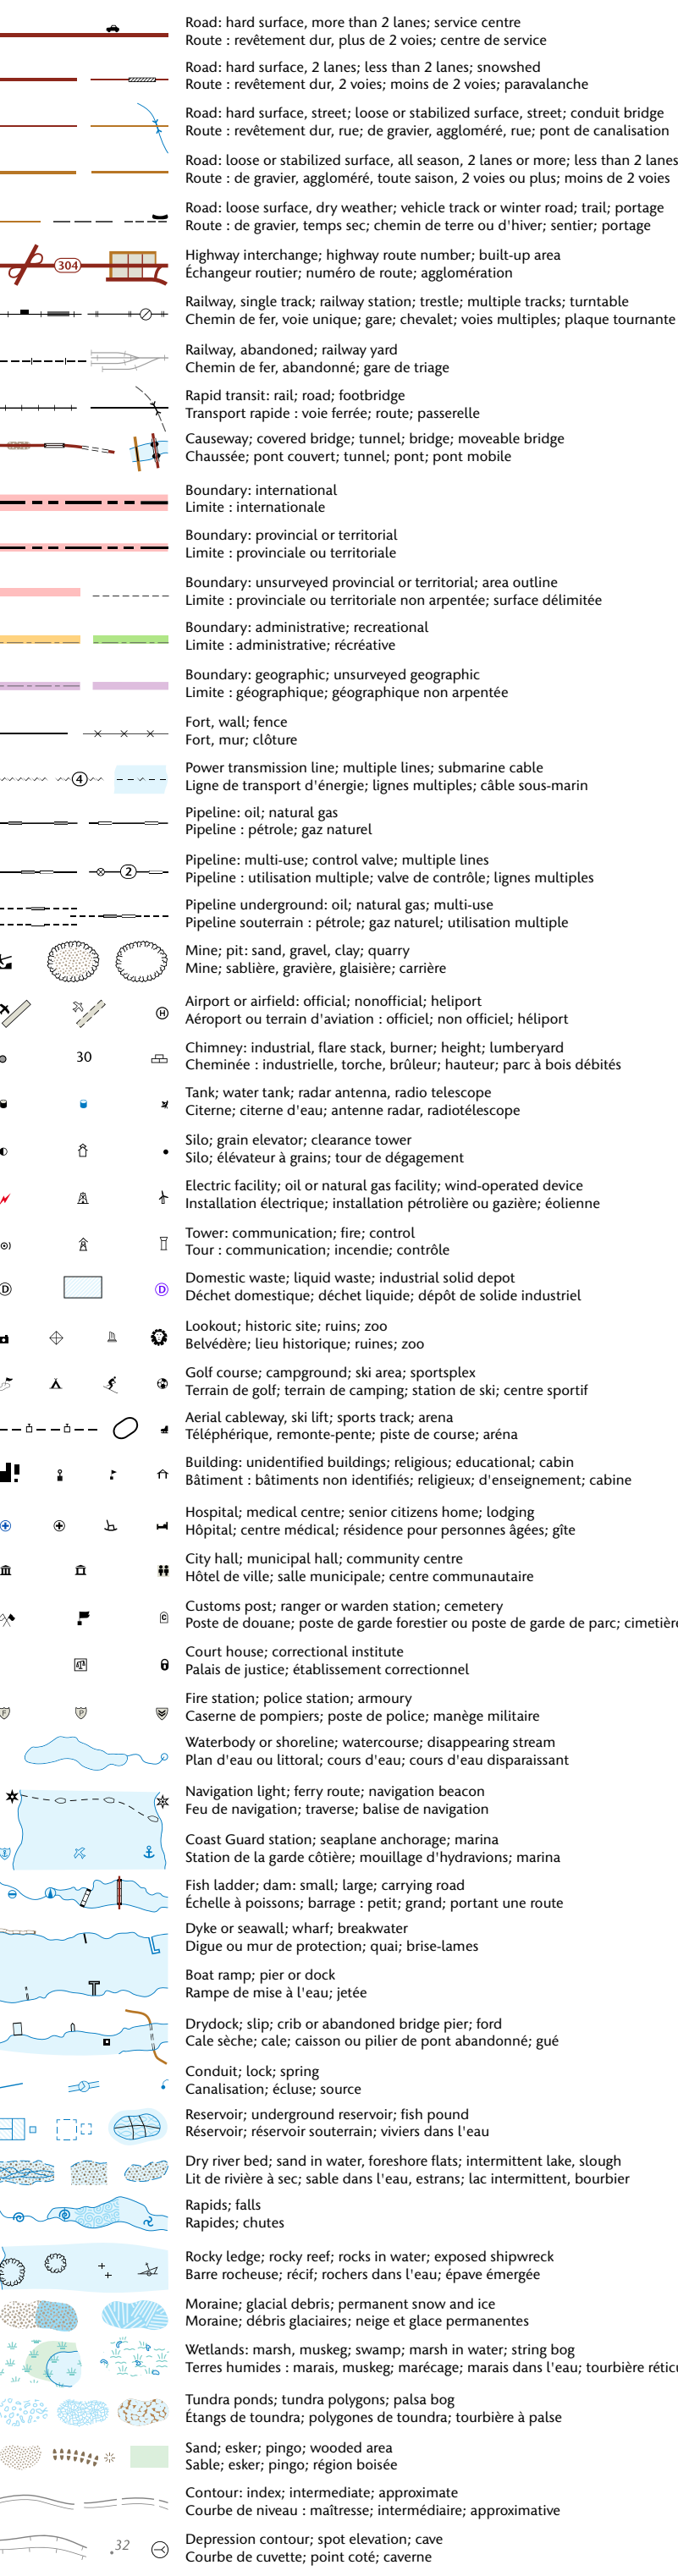 Road: hard surface, more than 2 lanes; service centre
Route : revêtement dur, plus de 2 voies; centre de service
Road: hard surface, 2 lanes; less than 2 lanes; snowshed
Route : revêtement dur, 2 voies; moins de 2 voies; paravalanche
Road: hard surface, street; loose or stabilized surface, street; conduit bridge
Route : revêtement dur, rue; de gravier, aggloméré, rue; pont de canalisation
Road: loose or stabilized surface, all season, 2 lanes or more; less than 2 lanes
Route : de gravier, aggloméré, toute saison, 2 voies ou plus; moins de 2 voies
Road: loose surface, dry weather; vehicle track or winter road; trail; portage
Route : de gravier, temps sec; chemin de terre ou d'hiver; sentier; portage
304
Highway interchange; highway route number; built-up area
Échangeur routier; numéro de route; agglomération
Railway, single track; railway station; trestle; multiple tracks; turntable
Chemin de fer, voie unique; gare; chevalet; voies multiples; plaque tournante
Railway, abandoned; railway yard
Chemin de fer, abandonné; gare de triage
Rapid transit: rail; road; footbridge
Transport rapide : voie ferrée; route; passerelle
Causeway; covered bridge; tunnel; bridge; moveable bridge
Chaussée; pont couvert; tunnel; pont; pont mobile
Boundary: international
Limite : internationale
Boundary: provincial or territorial
Limite : provinciale ou territoriale
Boundary: unsurveyed provincial or territorial; area outline
Limite : provinciale ou territoriale non arpentée; surface délimitée
Boundary: administrative; recreational
Limite : administrative; récréative
Boundary: geographic; unsurveyed geographic
Limite : géographique; géographique non arpentée
Fort, wall; fence
Fort, mur; clôture
4
Power transmission line; multiple lines; submarine cable
Ligne de transport d'énergie; lignes multiples; câble sous-marin
Pipeline: oil; natural gas
Pipeline : pétrole; gaz naturel
2
Pipeline: multi-use; control valve; multiple lines
Pipeline : utilisation multiple; valve de contrôle; lignes multiples
Pipeline underground: oil; natural gas; multi-use
Pipeline souterrain : pétrole; gaz naturel; utilisation multiple
Mine; pit: sand, gravel, clay; quarry
Mine; sablière, gravière, glaisière; carrière
H
Airport or airfield: official; nonofficial; heliport
Aéroport ou terrain d'aviation : officiel; non officiel; héliport
30
Chimney: industrial, flare stack, burner; height; lumberyard
Cheminée : industrielle, torche, brûleur; hauteur; parc à bois débités
Tank; water tank; radar antenna, radio telescope
Citerne; citerne d'eau; antenne radar, radiotélescope
Silo; grain elevator; clearance tower
Silo; élévateur à grains; tour de dégagement
Electric facility; oil or natural gas facility; wind-operated device
Installation électrique; installation pétrolière ou gazière; éolienne
Tower: communication; fire; control
Tour : communication; incendie; contrôle
D
D
Domestic waste; liquid waste; industrial solid depot
Déchet domestique; déchet liquide; dépôt de solide industriel
Lookout; historic site; ruins; zoo
Belvédère; lieu historique; ruines; zoo
Golf course; campground; ski area; sportsplex
Terrain de golf; terrain de camping; station de ski; centre sportif
Aerial cableway, ski lift; sports track; arena
Téléphérique, remonte-pente; piste de course; aréna
Building: unidentified buildings; religious; educational; cabin
Bâtiment : bâtiments non identifiés; religieux; d'enseignement; cabine
Hospital; medical centre; senior citizens home; lodging
Hôpital; centre médical; résidence pour personnes âgées; gîte
City hall; municipal hall; community centre
Hôtel de ville; salle municipale; centre communautaire
C
Customs post; ranger or warden station; cemetery
Poste de douane; poste de garde forestier ou poste de garde de parc; cimetière
Court house; correctional institute
Palais de justice; établissement correctionnel
F
P
Fire station; police station; armoury
Caserne de pompiers; poste de police; manège militaire
Waterbody or shoreline; watercourse; disappearing stream
Plan d'eau ou littoral; cours d'eau; cours d'eau disparaissant
Navigation light; ferry route; navigation beacon
Feu de navigation; traverse; balise de navigation
Coast Guard station; seaplane anchorage; marina
Station de la garde côtière; mouillage d'hydravions; marina
Fish ladder; dam: small; large; carrying road
Échelle à poissons; barrage : petit; grand; portant une route
Dyke or seawall; wharf; breakwater
Digue ou mur de protection; quai; brise-lames
Boat ramp; pier or dock
Rampe de mise à l'eau; jetée
Drydock; slip; crib or abandoned bridge pier; ford
Cale sèche; cale; caisson ou pilier de pont abandonné; gué
Conduit; lock; spring
Canalisation; écluse; source
Reservoir; underground reservoir; fish pound
Réservoir; réservoir souterrain; viviers dans l'eau
Dry river bed; sand in water, foreshore flats; intermittent lake, slough
Lit de rivière à sec; sable dans l'eau, estrans; lac intermittent, bourbier
Rapids; falls
Rapides; chutes
Rocky ledge; rocky reef; rocks in water; exposed shipwreck
Barre rocheuse; récif; rochers dans l'eau; épave émergée
Moraine; glacial debris; permanent snow and ice
Moraine; débris glaciaires; neige et glace permanentes
Wetlands: marsh, muskeg; swamp; marsh in water; string bog
Terres humides : marais, muskeg; marécage; marais dans l'eau; tourbière réticu
Tundra ponds; tundra polygons; palsa bog
Étangs de toundra; polygones de toundra; tourbière à palse
Sand; esker; pingo; wooded area
Sable; esker; pingo; région boisée
Contour: index; intermediate; approximate
Courbe de niveau : maîtresse; intermédiaire; approximative
.32
Depression contour; spot elevation; cave
Courbe de cuvette; point coté; caverne